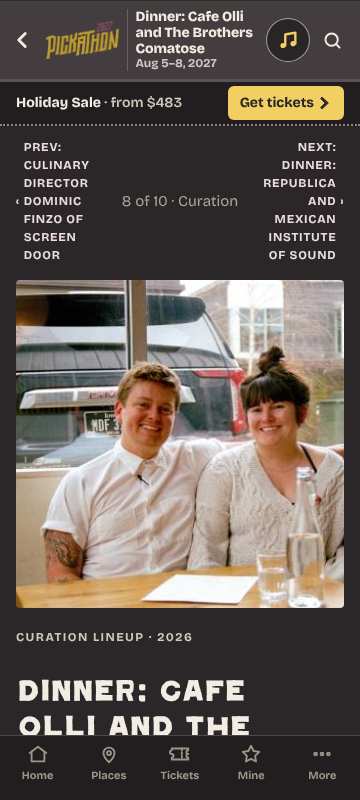 PICKATHON
2027
Dinner: Cafe Olli
and The Brothers
Comatose
Aug 5–8, 2027
Holiday Sale · from $483
Get tickets
PREV:
CULINARY
DIRECTOR
‹ DOMINIC
FINZO OF
SCREEN
DOOR
8 of 10 · Curation
NEXT:
DINNER:
REPUBLICA
AND ›
MEXICAN
INSTITUTE
OF SOUND
CURATION LINEUP · 2026
DINNER: CAFE
OLLI AND THE
Home
Places
Tickets
Mine
More